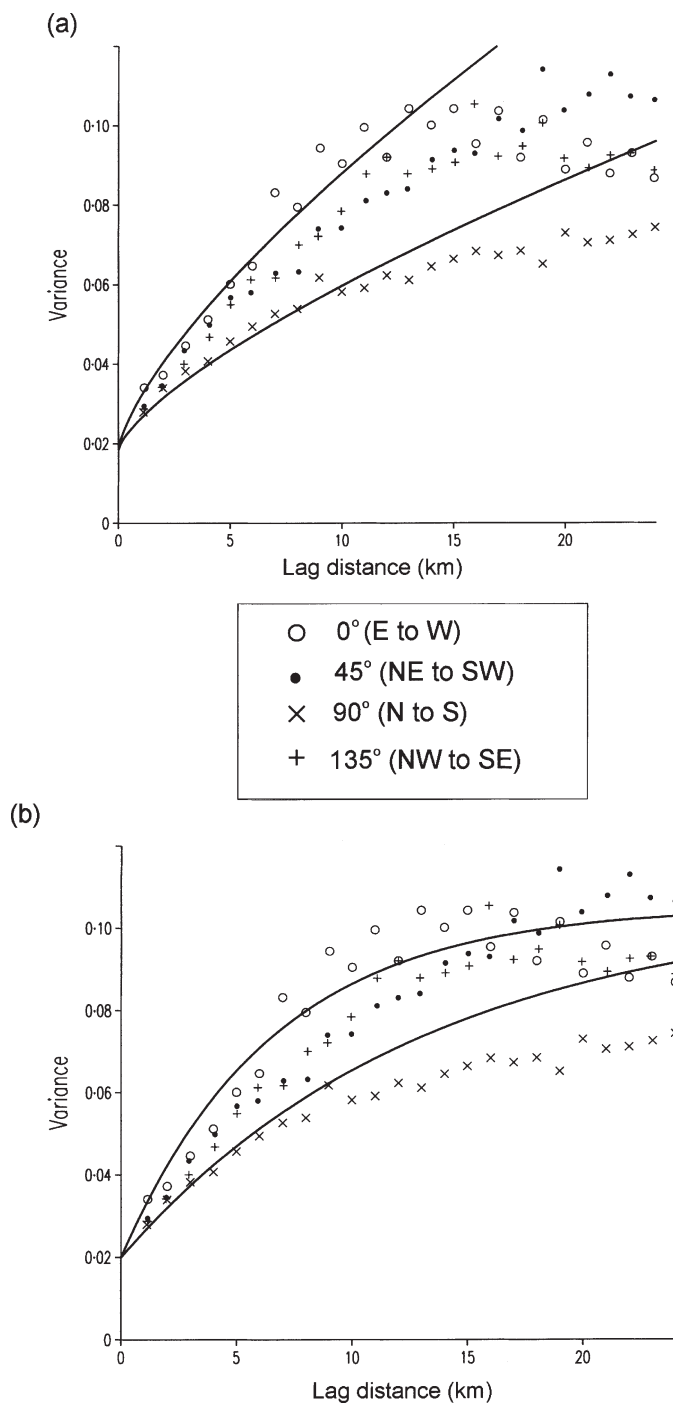 (a)
0·10
0·08
0·06
0·04
0·02
0
Variance
0 5 10 15 20
Lag distance (km)
0° (E to W)
45° (NE to SW)
90° (N to S)
135° (NW to SE)
(b)
0·10
0·08
0·06
0·04
0·02
0
Variance
0 5 10 15 20
Lag distance (km)